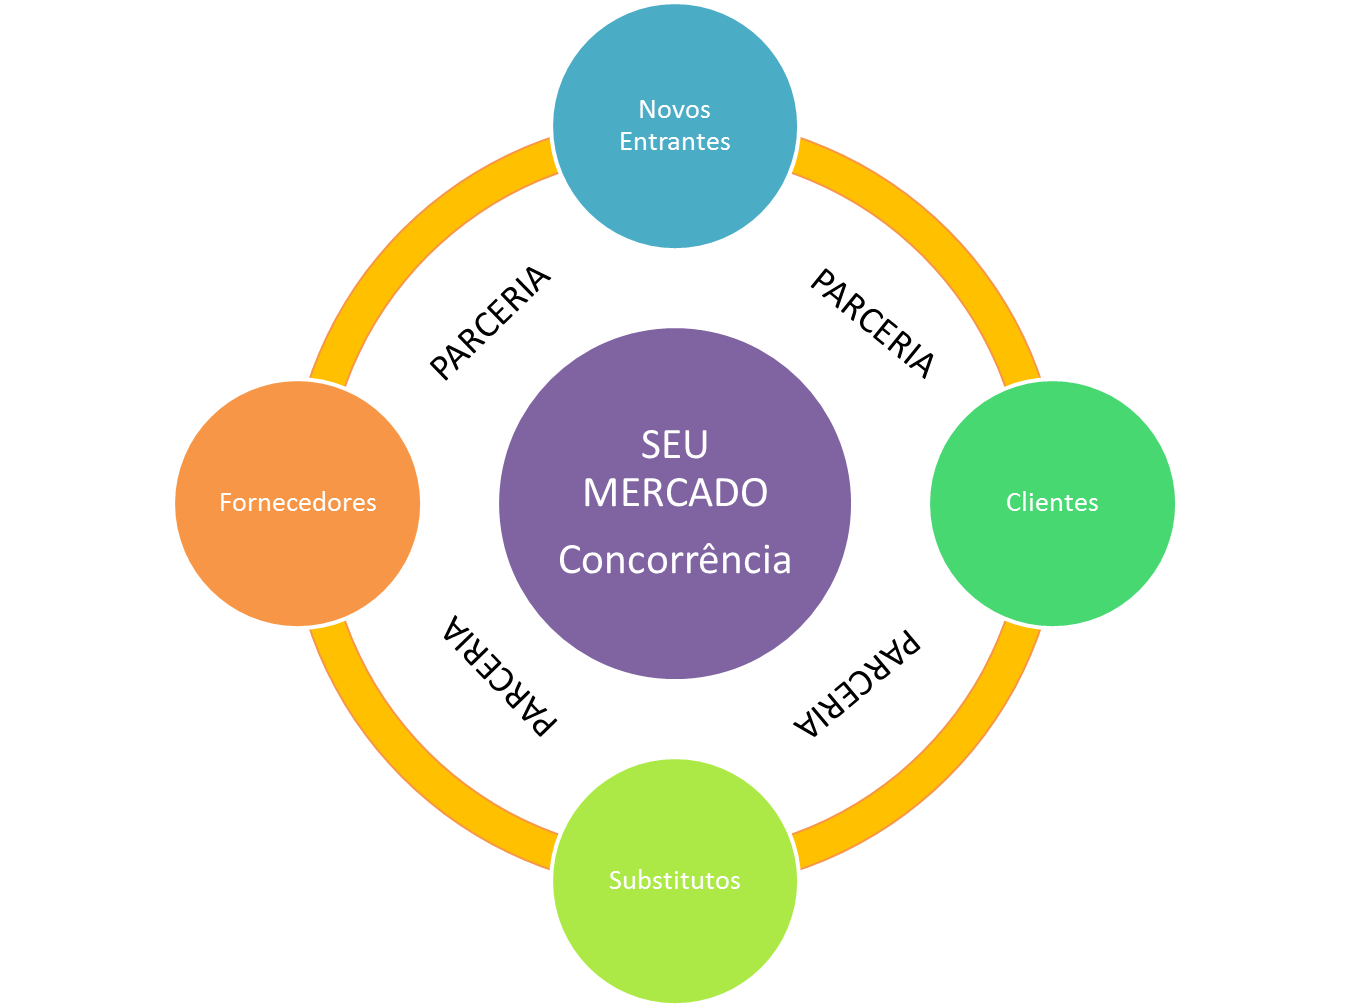 Novos
Entrantes
PARCERIA
PARCERIA
SEU
MERCADO
Concorrência
Fornecedores
Clientes
PARCERIA
PARCERIA
Substitutos